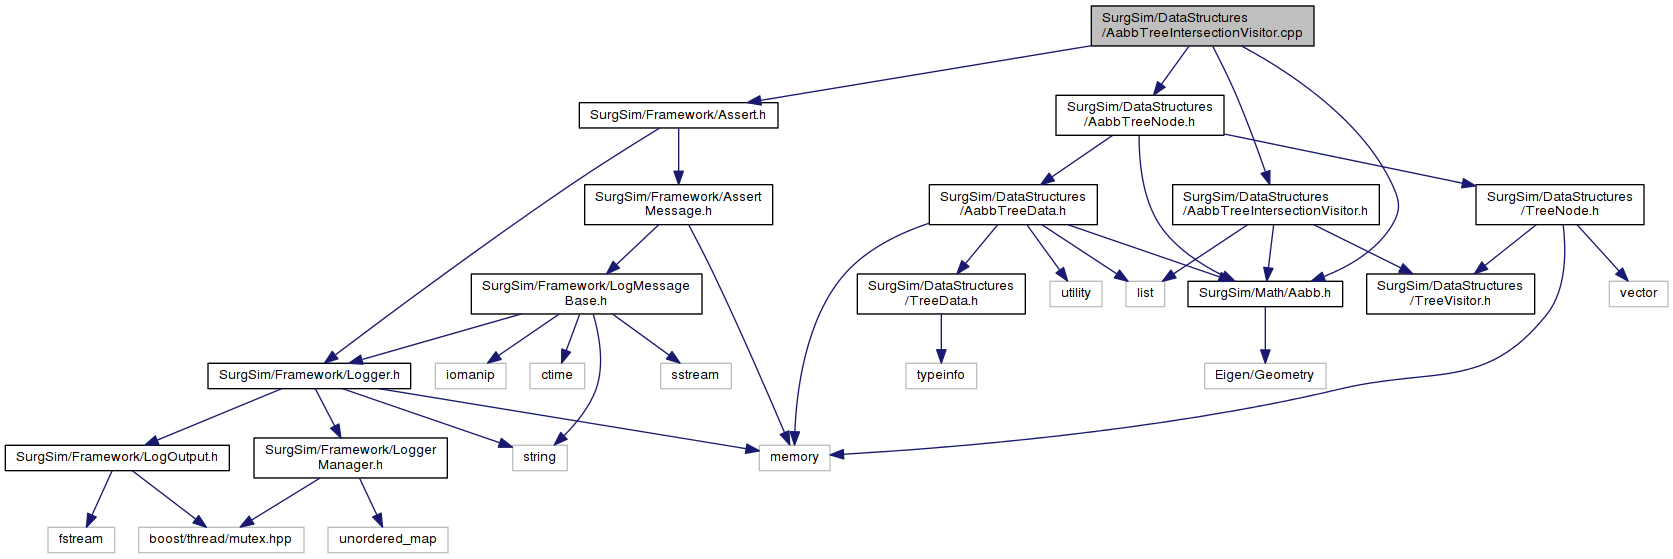 SurgSim/DataStructures
/AabbTreeIntersectionVisitor.cpp
SurgSim/Framework/Assert.h
SurgSim/DataStructures
/AabbTreeNode.h
SurgSim/Framework/Assert
Message.h
SurgSim/DataStructures
/AabbTreeData.h
SurgSim/DataStructures
/AabbTreeIntersectionVisitor.h
SurgSim/DataStructures
/TreeNode.h
SurgSim/Framework/LogMessage
Base.h
SurgSim/DataStructures
/TreeData.h
utility
list
SurgSim/Math/Aabb.h
SurgSim/DataStructures
/TreeVisitor.h
vector
SurgSim/Framework/Logger.h
iomanip
ctime
sstream
typeinfo
Eigen/Geometry
SurgSim/Framework/LogOutput.h
SurgSim/Framework/Logger
Manager.h
string
memory
fstream
boost/thread/mutex.hpp
unordered_map